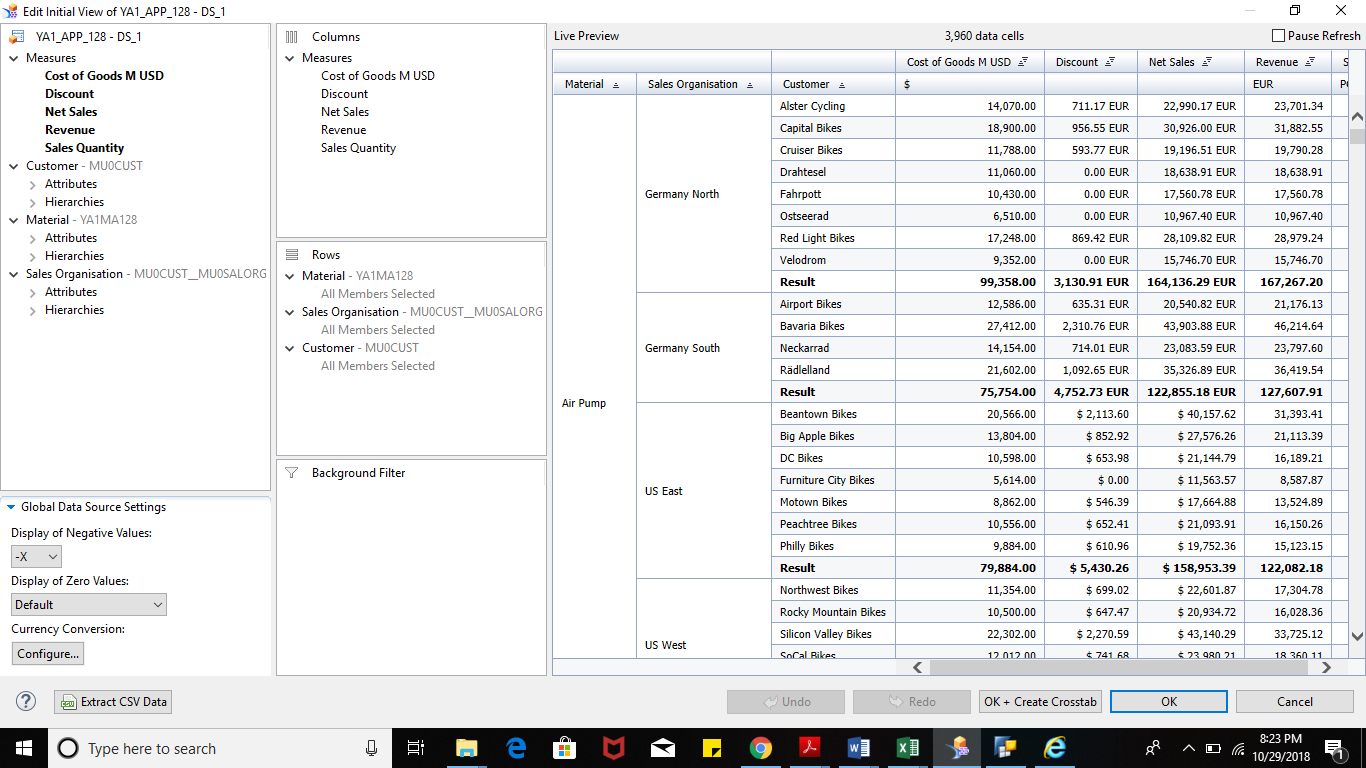 Edit Initial View of YA1_APP_128 - DS_1
YA1_APP_128 - DS_1
Measures
Cost of Goods M USD
Discount
Net Sales
Revenue
Sales Quantity
Customer - MU0CUST
Attributes
Hierarchies
Material - YA1MA128
Attributes
Hierarchies
Sales Organisation - MU0CUST__MU0SALORG
Attributes
Hierarchies
Global Data Source Settings
Display of Negative Values:
-X
Display of Zero Values:
Default
Currency Conversion:
Configure...
Columns
Measures
Cost of Goods M USD
Discount
Net Sales
Revenue
Sales Quantity
Rows
Material - YA1MA128
All Members Selected
Sales Organisation - MU0CUST__MU0SALORG
All Members Selected
Customer - MU0CUST
All Members Selected
Background Filter
Live Preview 3,960 data cells Pause Refresh
Cost of Goods M USD Discount Net Sales Revenue S
Material Sales Organisation Customer $ EUR
Air Pump
Germany North
Alster Cycling 14,070.00 711.17 EUR 22,990.17 EUR 23,701.34
Capital Bikes 18,900.00 956.55 EUR 30,926.00 EUR 31,882.55
Cruiser Bikes 11,788.00 593.77 EUR 19,196.51 EUR 19,790.28
Drahtesel 11,060.00 0.00 EUR 18,638.91 EUR 18,638.91
Fahrpott 10,430.00 0.00 EUR 17,560.78 EUR 17,560.78
Ostseerad 6,510.00 0.00 EUR 10,967.40 EUR 10,967.40
Red Light Bikes 17,248.00 869.42 EUR 28,109.82 EUR 28,979.24
Velodrom 9,352.00 0.00 EUR 15,746.70 EUR 15,746.70
Result 99,358.00 3,130.91 EUR 164,136.29 EUR 167,267.20
Germany South
Airport Bikes 12,586.00 635.31 EUR 20,540.82 EUR 21,176.13
Bavaria Bikes 27,412.00 2,310.76 EUR 43,903.88 EUR 46,214.64
Neckarrad 14,154.00 714.01 EUR 23,083.59 EUR 23,797.60
Rädlelland 21,602.00 1,092.65 EUR 35,326.89 EUR 36,419.54
Result 75,754.00 4,752.73 EUR 122,855.18 EUR 127,607.91
US East
Beantown Bikes 20,566.00 $ 2,113.60 $ 40,157.62 31,393.41
Big Apple Bikes 13,804.00 $ 852.92 $ 27,576.26 21,113.39
DC Bikes 10,598.00 $ 653.98 $ 21,144.79 16,189.21
Furniture City Bikes 5,614.00 $ 0.00 $ 11,563.57 8,587.87
Motown Bikes 8,862.00 $ 546.39 $ 17,664.88 13,524.89
Peachtree Bikes 10,556.00 $ 652.41 $ 21,093.91 16,150.26
Philly Bikes 9,884.00 $ 610.96 $ 19,752.36 15,123.15
Result 79,884.00 $ 5,430.26 $ 158,953.39 122,082.18
US West
Northwest Bikes 11,354.00 $ 699.02 $ 22,601.87 17,304.78
Rocky Mountain Bikes 10,500.00 $ 647.47 $ 20,934.72 16,028.36
Silicon Valley Bikes 22,302.00 $ 2,270.59 $ 43,140.29 33,725.12
SoCal Bikes 12,012.00 $ 741.68 $ 23,980.21 18,360.11
Extract CSV Data Undo Redo OK + Create Crosstab OK Cancel
Type here to search
8:23 PM
10/29/2018
1